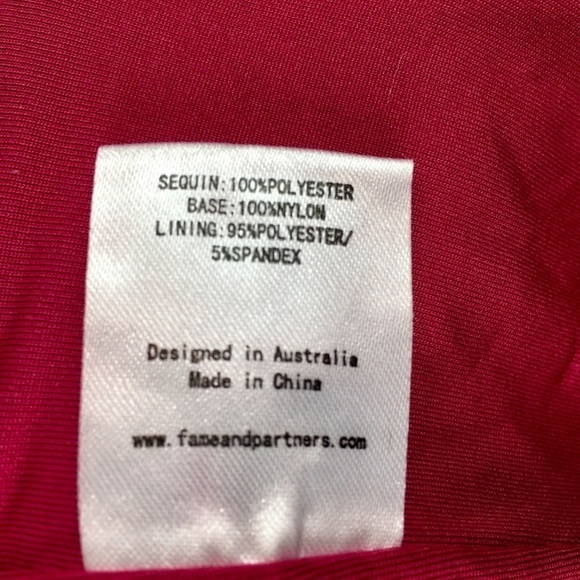 SEQUIN:100%POLYESTER
BASE:100%NYLON
LINING:95%POLYESTER/
5%SPANDEX
Designed in Australia
Made in China
www.fameandpartners.com